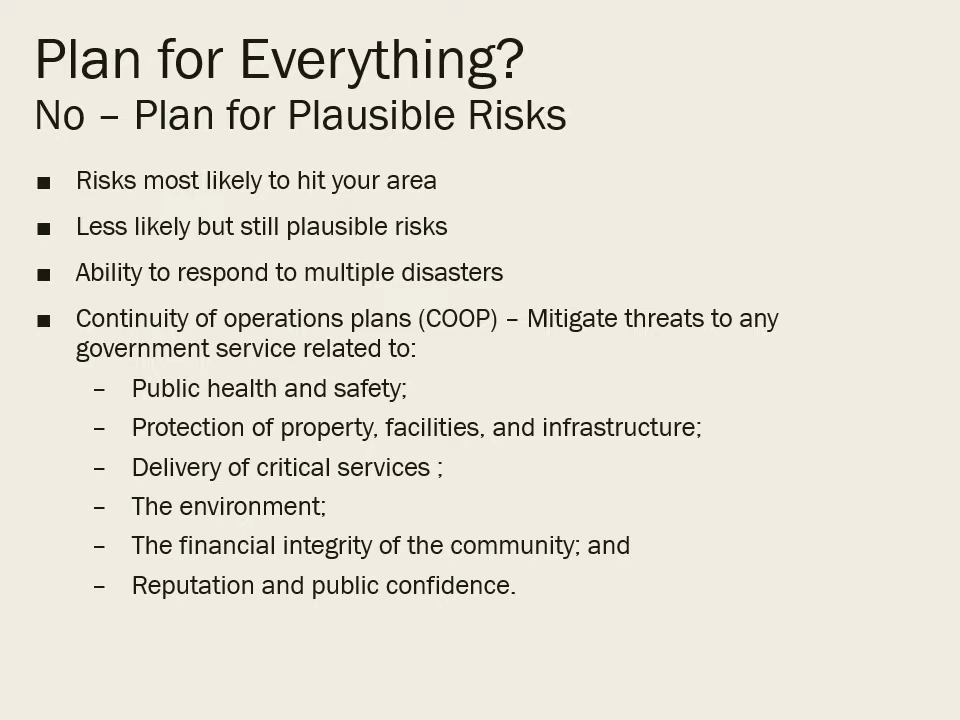 Plan for Everything?
No – Plan for Plausible Risks
■ Risks most likely to hit your area
■ Less likely but still plausible risks
■ Ability to respond to multiple disasters
■ Continuity of operations plans (COOP) – Mitigate threats to any
government service related to:
– Public health and safety;
– Protection of property, facilities, and infrastructure;
– Delivery of critical services ;
– The environment;
– The financial integrity of the community; and
– Reputation and public confidence.